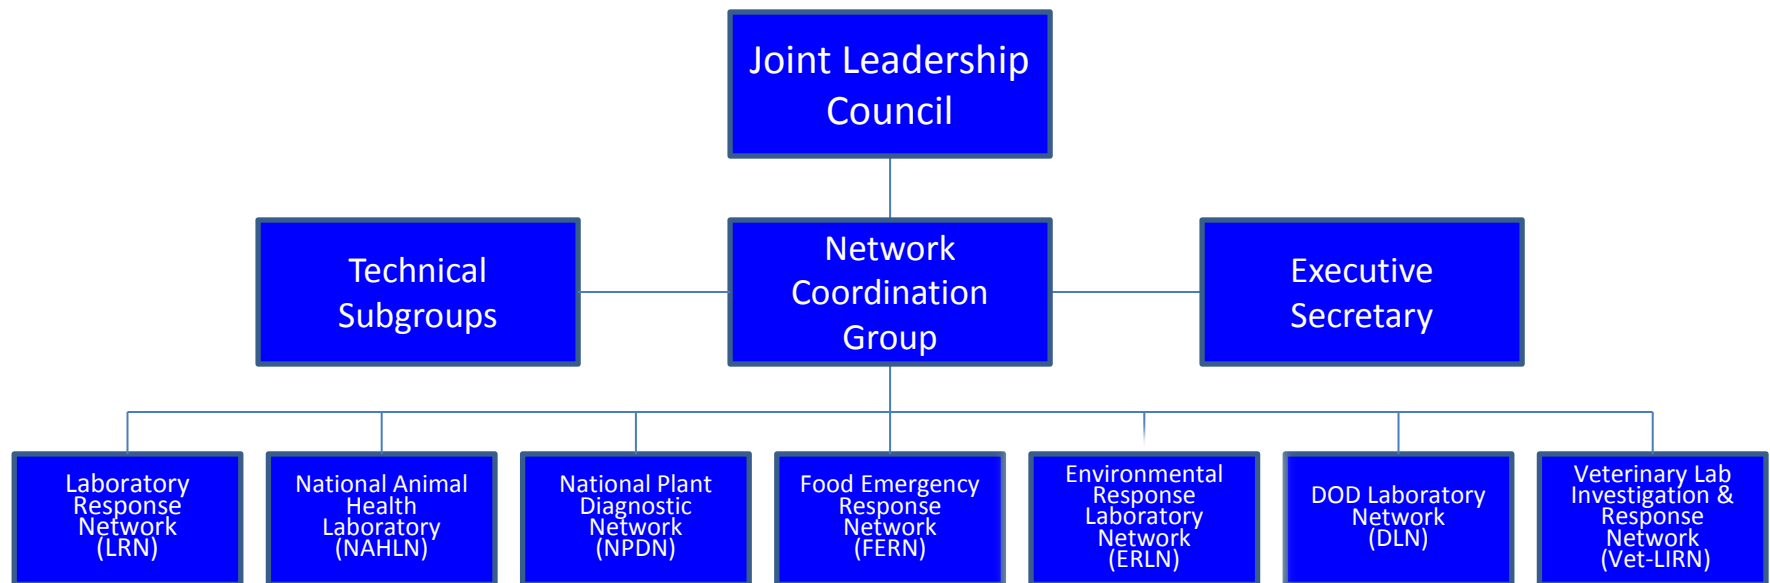 Joint Leadership
Council
Technical
Subgroups
Network
Coordination
Group
Executive
Secretary
Laboratory
Response
Network
(LRN)
National Animal
Health
Laboratory
(NAHLN)
National Plant
Diagnostic
Network
(NPDN)
Food Emergency
Response
Network
(FERN)
Environmental
Response
Laboratory
Network
(ERLN)
DOD Laboratory
Network
(DLN)
Veterinary Lab
Investigation &
Response
Network
(Vet-LIRN)